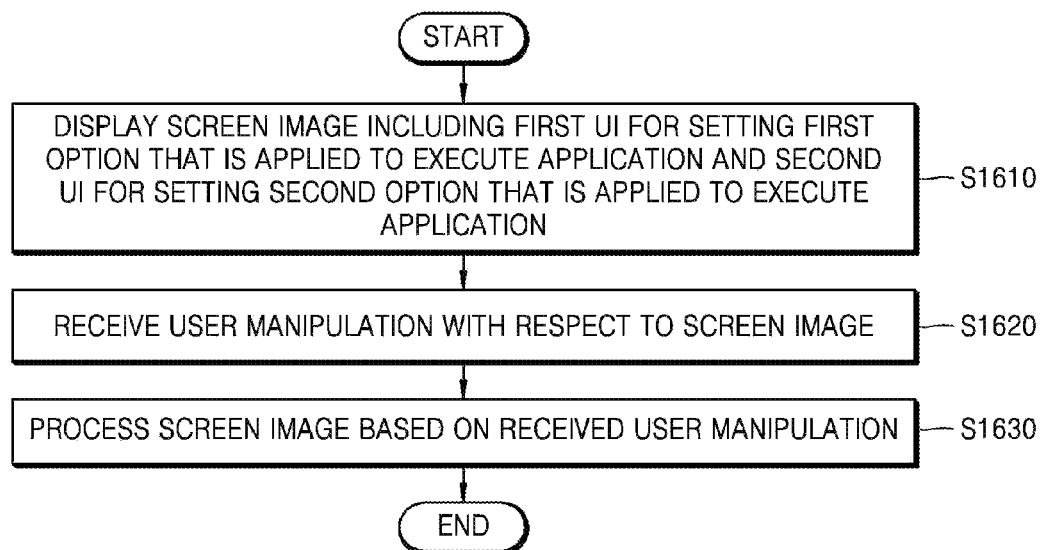 START
DISPLAY SCREEN IMAGE INCLUDING FIRST UI FOR SETTING FIRST
OPTION THAT IS APPLIED TO EXECUTE APPLICATION AND SECOND
UI FOR SETTING SECOND OPTION THAT IS APPLIED TO EXECUTE
APPLICATION
S1610
RECEIVE USER MANIPULATION WITH RESPECT TO SCREEN IMAGE
S1620
PROCESS SCREEN IMAGE BASED ON RECEIVED USER MANIPULATION
S1630
END